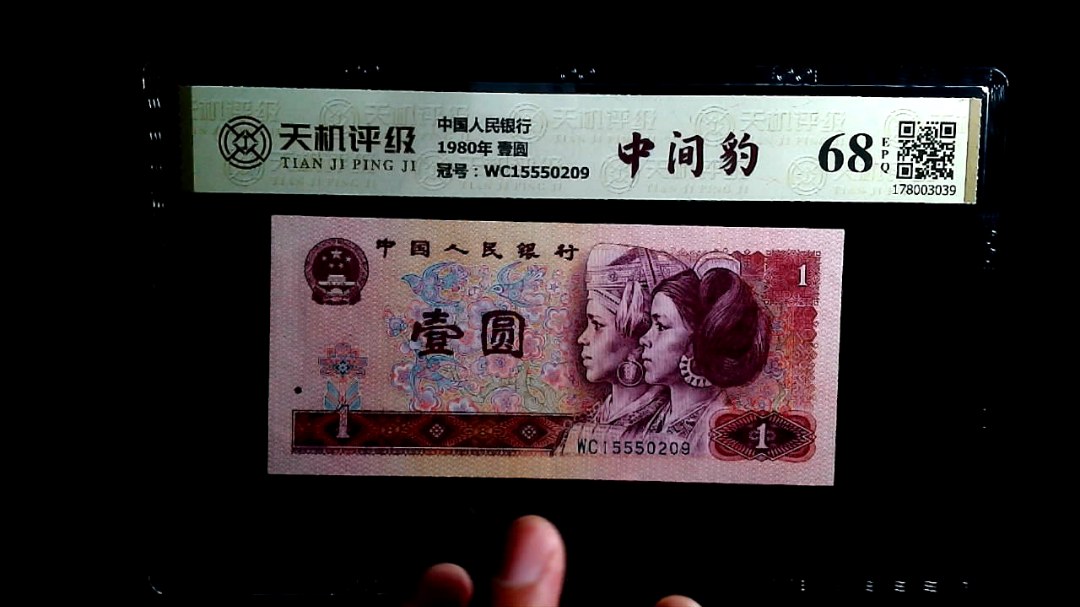 天机评级
TIAN JI PING JI
中国人民银行
1980年 壹圆
冠号：WC15550209
中间豹
68
EPQ
178003039
中国人民银行
1
壹圆
1
WC15550209
1